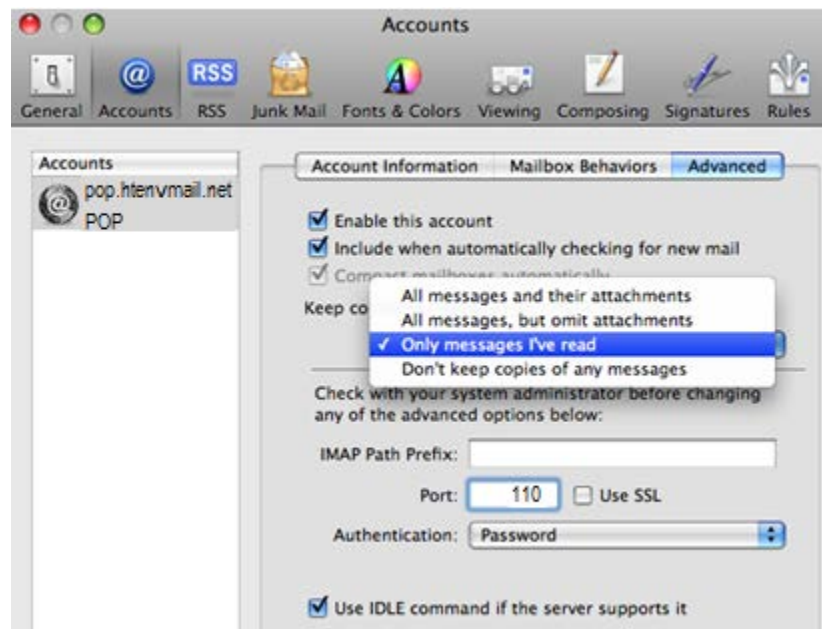 Accounts
RSS
General Accounts RSS Junk Mail Fonts & Colors Viewing Composing Signatures Rules
Accounts
pop.htenvmail.net
POP
Account Information Mailbox Behaviors Advanced
Enable this account
Include when automatically checking for new mail
Compact mailboxes automatically
Keep co
All messages and their attachments
All messages, but omit attachments
✓ Only messages I've read
Don't keep copies of any messages
Check with your system administrator before changing
any of the advanced options below:
IMAP Path Prefix:
Port: 110 Use SSL
Authentication: Password
Use IDLE command if the server supports it